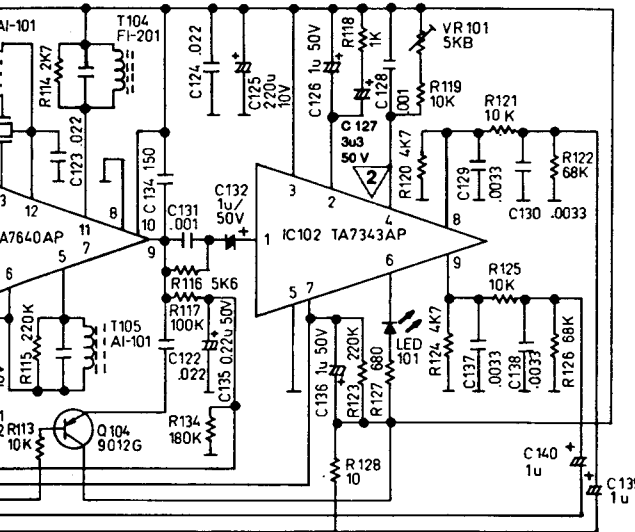 AI-101
T104
FI-201
R114 2K7
C123 .022
C124 .022
C125
220u
10V
C126 1u 50V
R118
1K
C128
.001
VR101
5KB
R119
10K
C127
3u3
50 V
R121
10 K
R120 4K7
C129
.0033
C130 .0033
R122
68K
C134 150
C131
.001
C132
1u/
50V
3
12
11
8
10
A7640AP
7
9
6
5
3
2
4
2
1
IC102 TA7343AP
8
9
5
7
6
R116 5K6
R117
100K
C122
.022
C135 0.22u 50V
R115 220K
T105
AI-101
R125
10K
R124 4K7
C137
.0033
C138
.0033
R126 68K
LED
101
C136 1u 50V
R123 220K
R127 680
R113
10K
Q104
9012G
R134
180K
R128
10
C140
1u
C13
1u